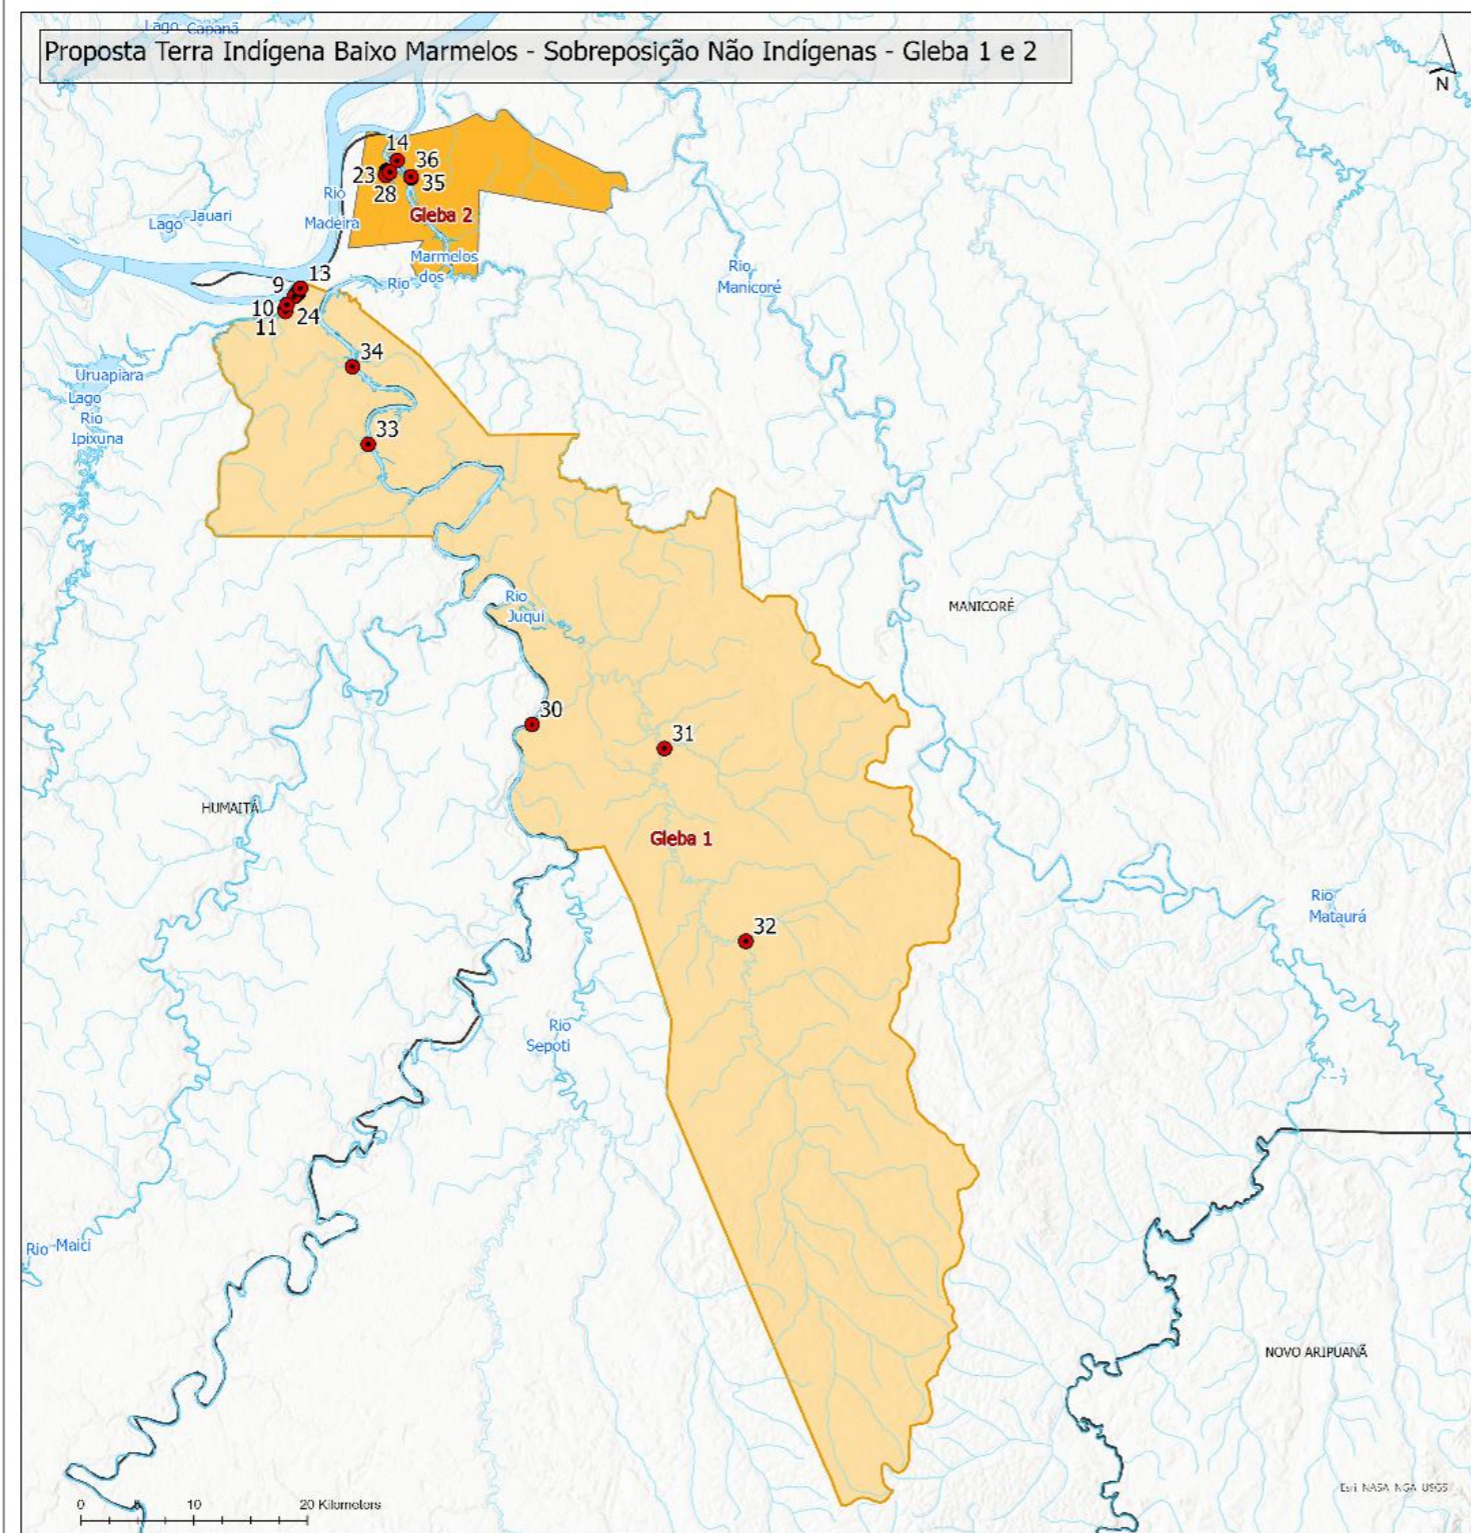 Lago Capanã
Proposta Terra Indígena Baixo Marmelos - Sobreposição Não Indígenas - Gleba 1 e 2
N
14
36
23
35
28
Rio
Madeira
Gleba 2
Lago Jauari
Marmelos
dos
Rio
Rio
Manicoré
13
9
10
24
11
34
Uruapiara
Lago
Rio
Ipixuna
33
Rio
Juqui
MANICORÉ
30
31
HUMAITÁ
Gleba 1
Rio
Mataurá
32
Rio
Sepoti
Rio Maici
NOVO ARIPUANÃ
Esri, NASA, NGA, USGS
0 5 10 20 Kilometers